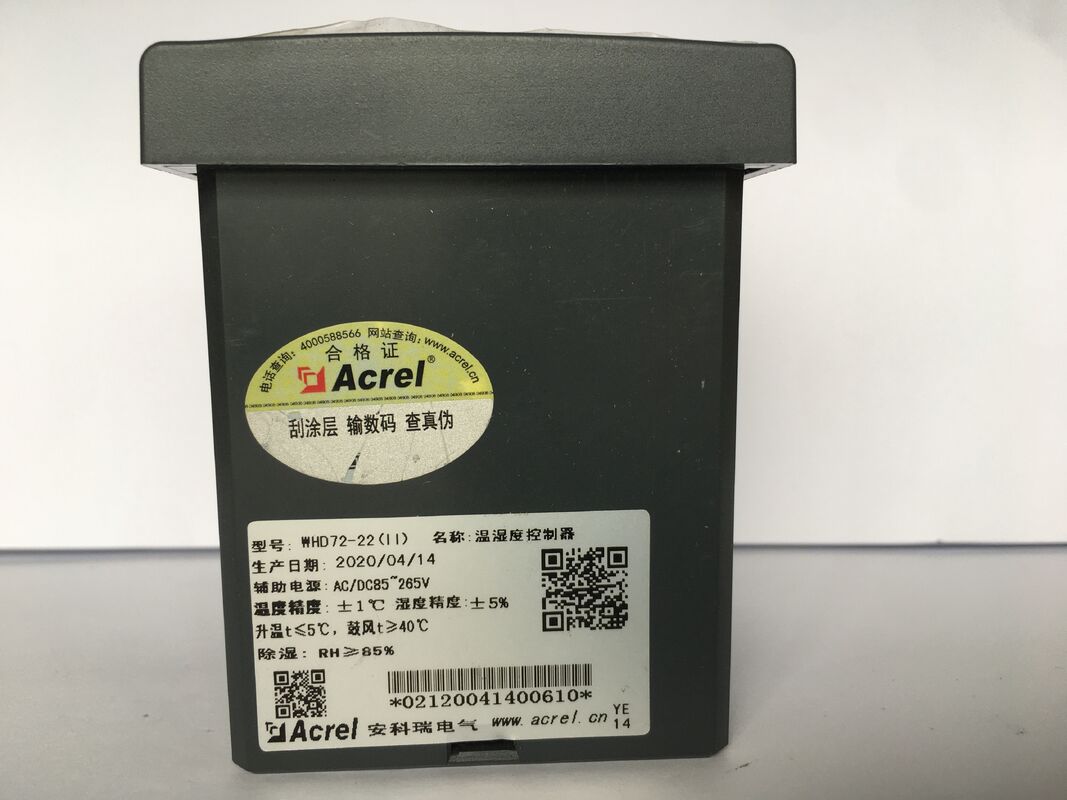 电话查询: 4000588566 网站查询: www.acrel.cn
合格证
Acrel®
刮涂层 输数码 查真伪
型号: WHD72-22(II) 名称: 温湿度控制器
生产日期: 2020/04/14
辅助电源: AC/DC85~265V
温度精度: ±1℃ 湿度精度: ±5%
升温t≤5℃, 鼓风t≥40℃
除湿: RH≥85%
*02120041400610*
Acrel 安科瑞电气 www.acrel.cn
YE
14